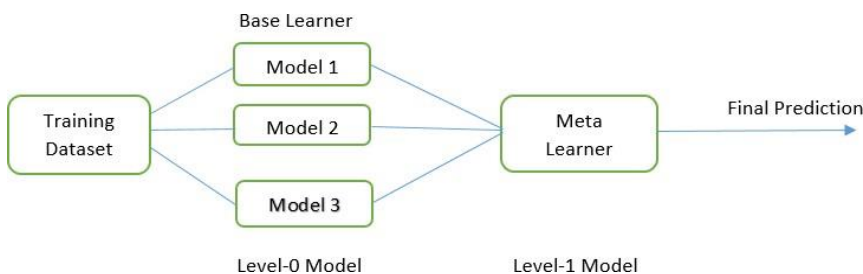 Base Learner
Model 1
Training
Dataset
Model 2
Model 3
Meta
Learner
Final Prediction
Level-0 Model
Level-1 Model